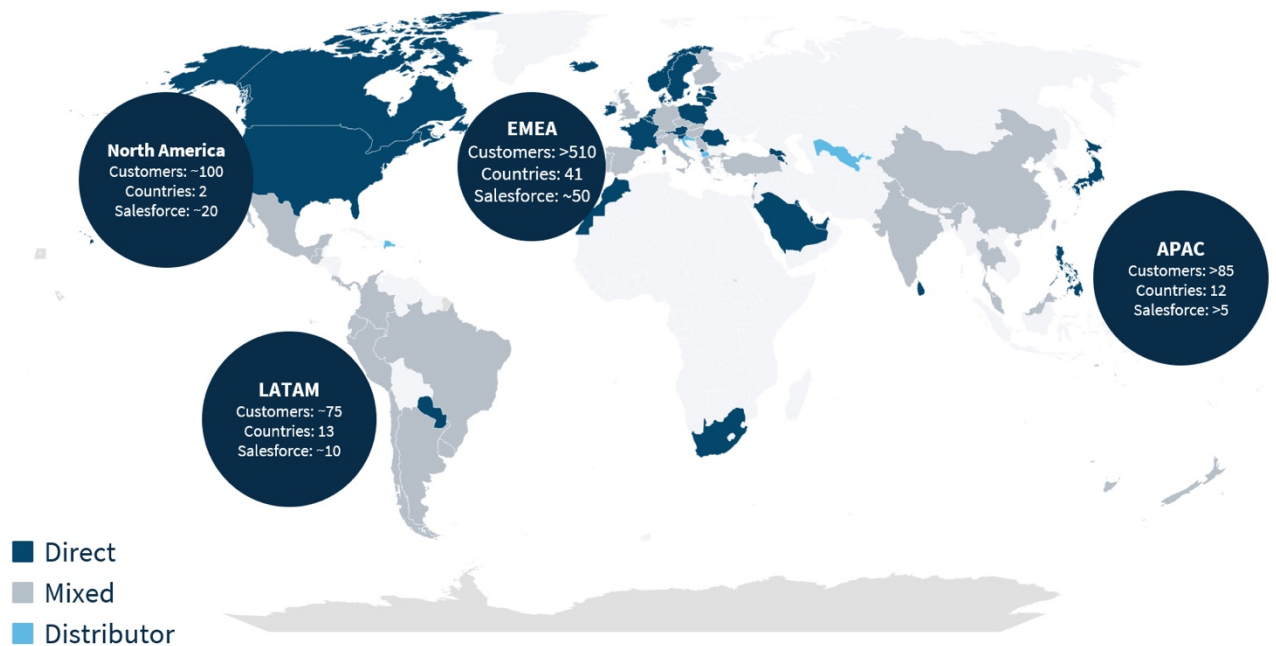 North America
Customers: ~100
Countries: 2
Salesforce: ~20
EMEA
Customers: >510
Countries: 41
Salesforce: ~50
APAC
Customers: >85
Countries: 12
Salesforce: >5
LATAM
Customers: ~75
Countries: 13
Salesforce: ~10
Direct
Mixed
Distributor